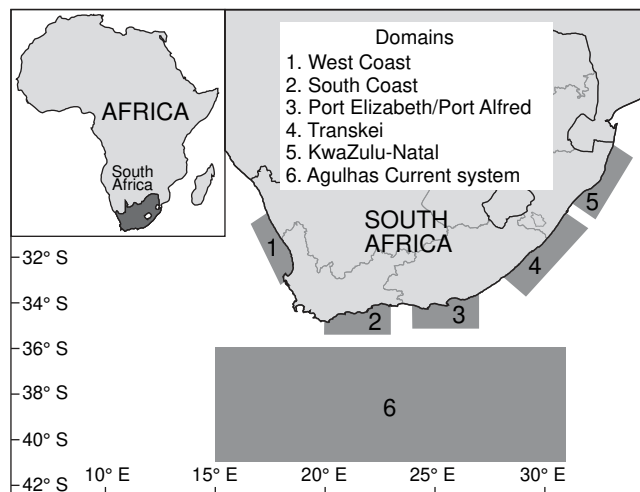 AFRICA
South
Africa
Domains
1. West Coast
2. South Coast
3. Port Elizabeth/Port Alfred
4. Transkei
5. KwaZulu-Natal
6. Agulhas Current system
SOUTH
AFRICA
1
2
3
4
5
6
32° S
34° S
36° S
38° S
40° S
42° S
10° E
15° E
20° E
25° E
30° E